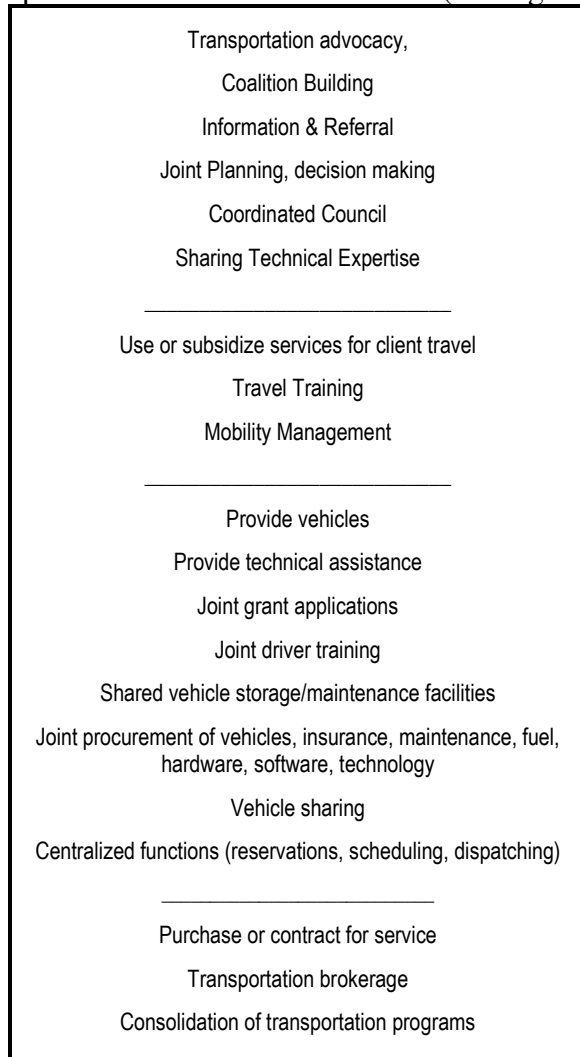 Transportation advocacy,
Coalition Building
Information & Referral
Joint Planning, decision making
Coordinated Council
Sharing Technical Expertise
____________________________
Use or subsidize services for client travel
Travel Training
Mobility Management
____________________________
Provide vehicles
Provide technical assistance
Joint grant applications
Joint driver training
Shared vehicle storage/maintenance facilities
Joint procurement of vehicles, insurance, maintenance, fuel,
hardware, software, technology
Vehicle sharing
Centralized functions (reservations, scheduling, dispatching)
_________________________
Purchase or contract for service
Transportation brokerage
Consolidation of transportation programs